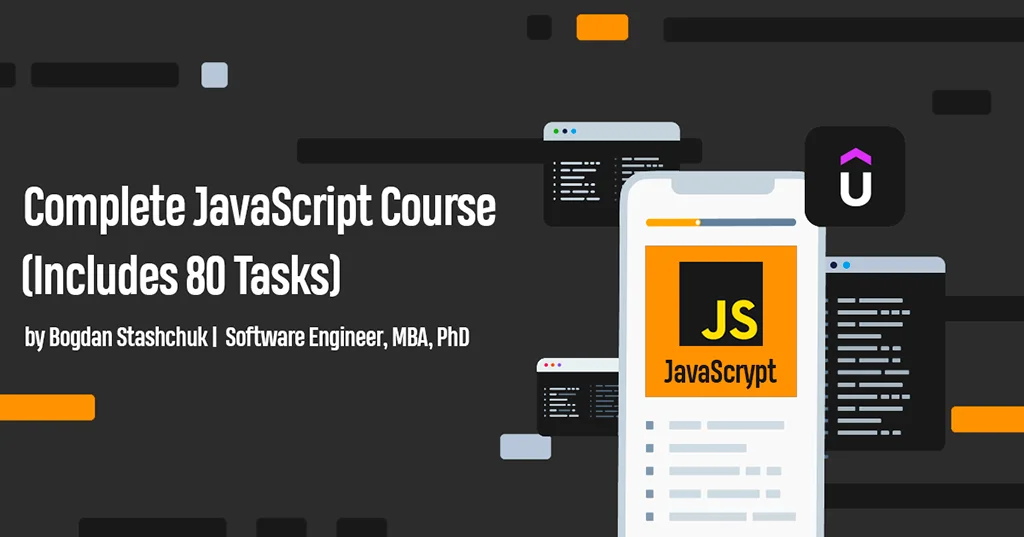 Complete JavaScript Course
(Includes 80 Tasks)
by Bogdan Stashchuk | Software Engineer, MBA, PhD
U
JS
JavaScrypt